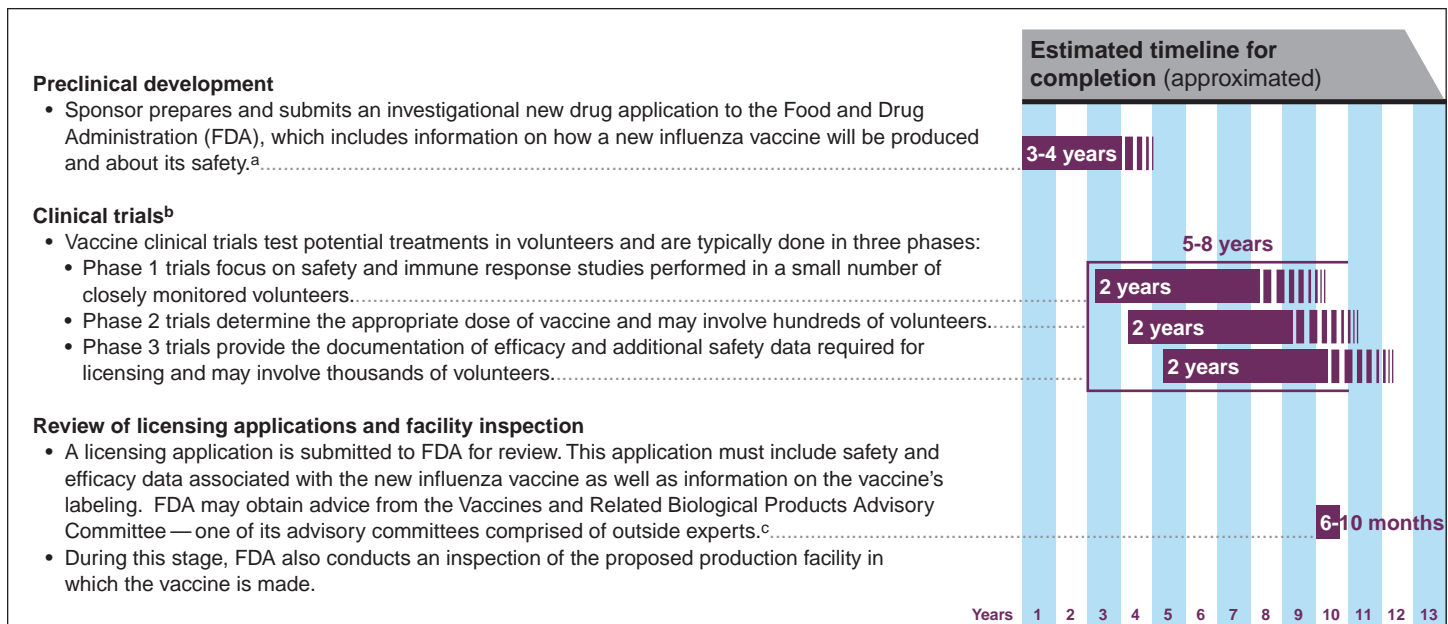 Estimated timeline for
completion (approximated)
Preclinical development
• Sponsor prepares and submits an investigational new drug application to the Food and Drug
Administration (FDA), which includes information on how a new influenza vaccine will be produced
and about its safety.a
3-4 years
Clinical trialsb
• Vaccine clinical trials test potential treatments in volunteers and are typically done in three phases:
5-8 years
• Phase 1 trials focus on safety and immune response studies performed in a small number of
closely monitored volunteers.
2 years
• Phase 2 trials determine the appropriate dose of vaccine and may involve hundreds of volunteers.
2 years
• Phase 3 trials provide the documentation of efficacy and additional safety data required for
licensing and may involve thousands of volunteers.
2 years
Review of licensing applications and facility inspection
• A licensing application is submitted to FDA for review. This application must include safety and
efficacy data associated with the new influenza vaccine as well as information on the vaccine's
labeling. FDA may obtain advice from the Vaccines and Related Biological Products Advisory
Committee — one of its advisory committees comprised of outside experts.c
6-10 months
• During this stage, FDA also conducts an inspection of the proposed production facility in
which the vaccine is made.
Years 1 2 3 4 5 6 7 8 9 10 11 12 13